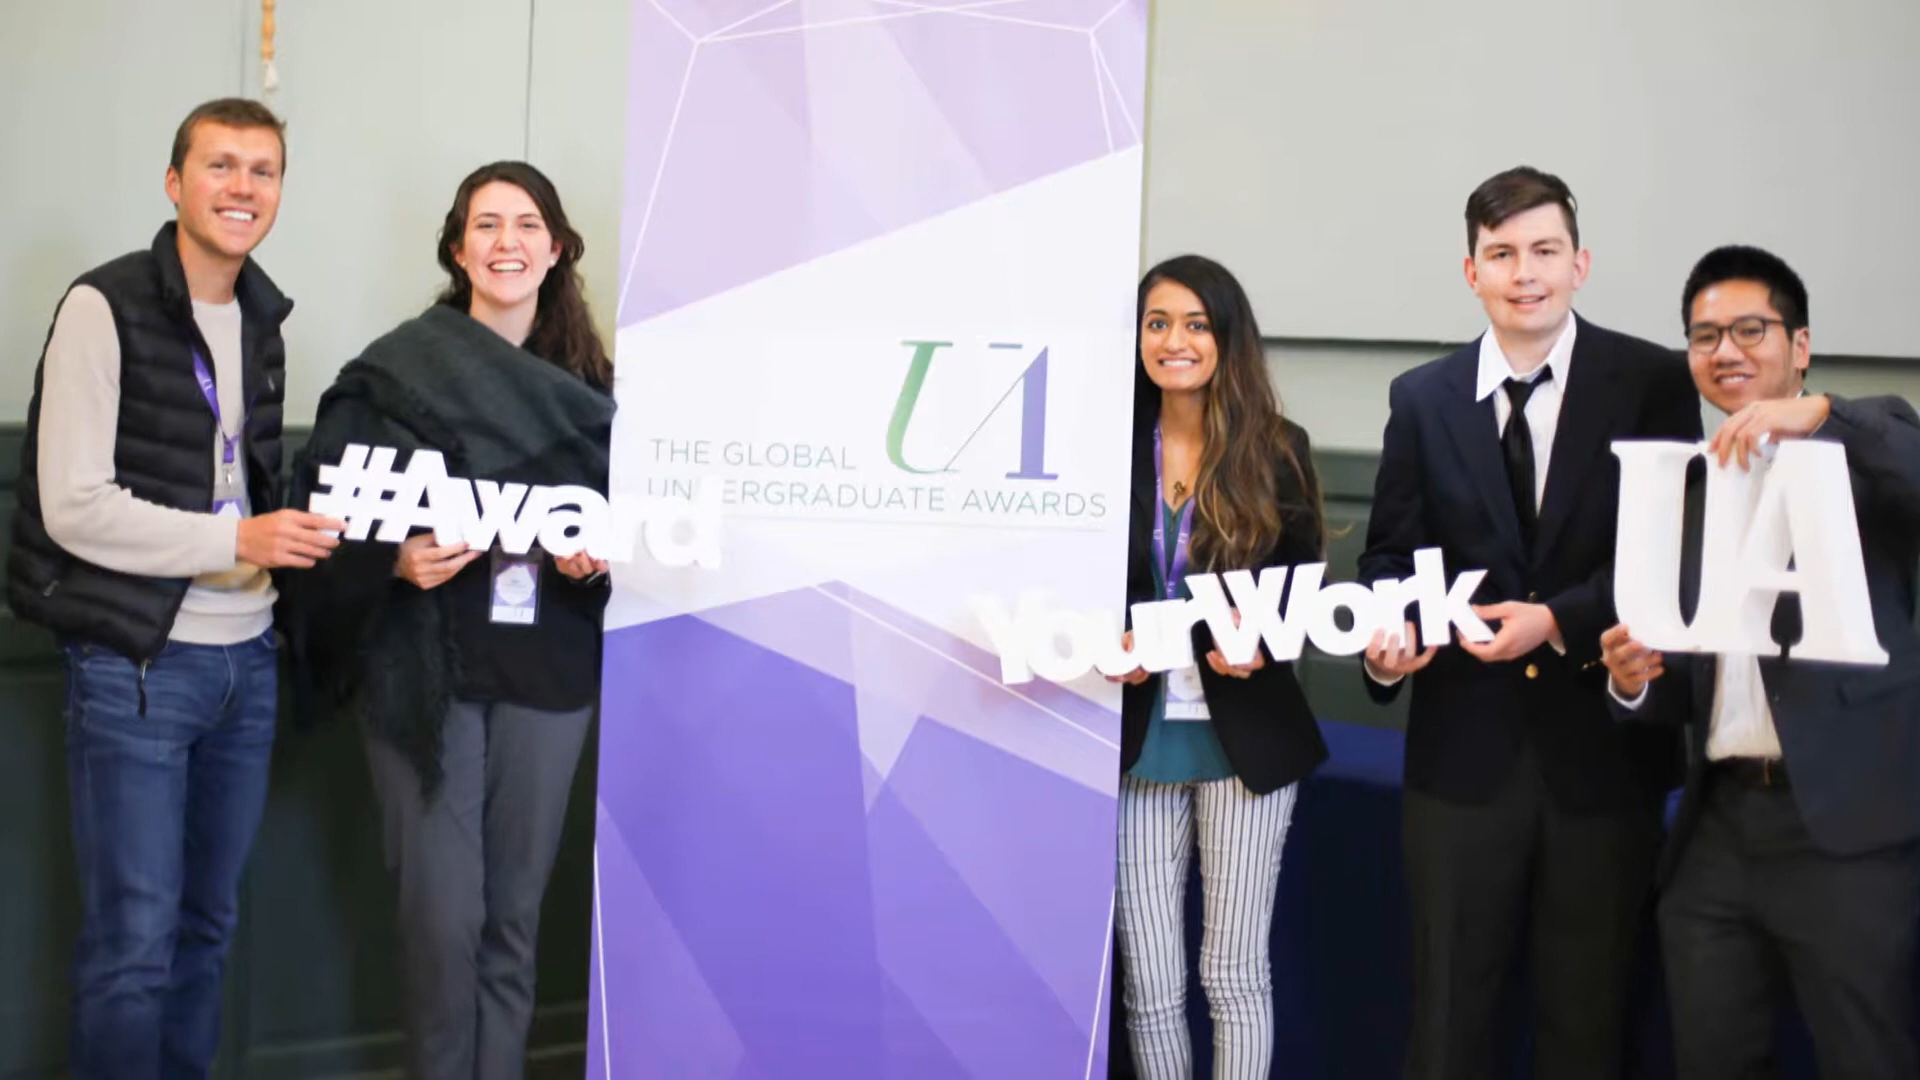 UA
THE GLOBAL
UNDERGRADUATE AWARDS
#Award
YourWork
UA